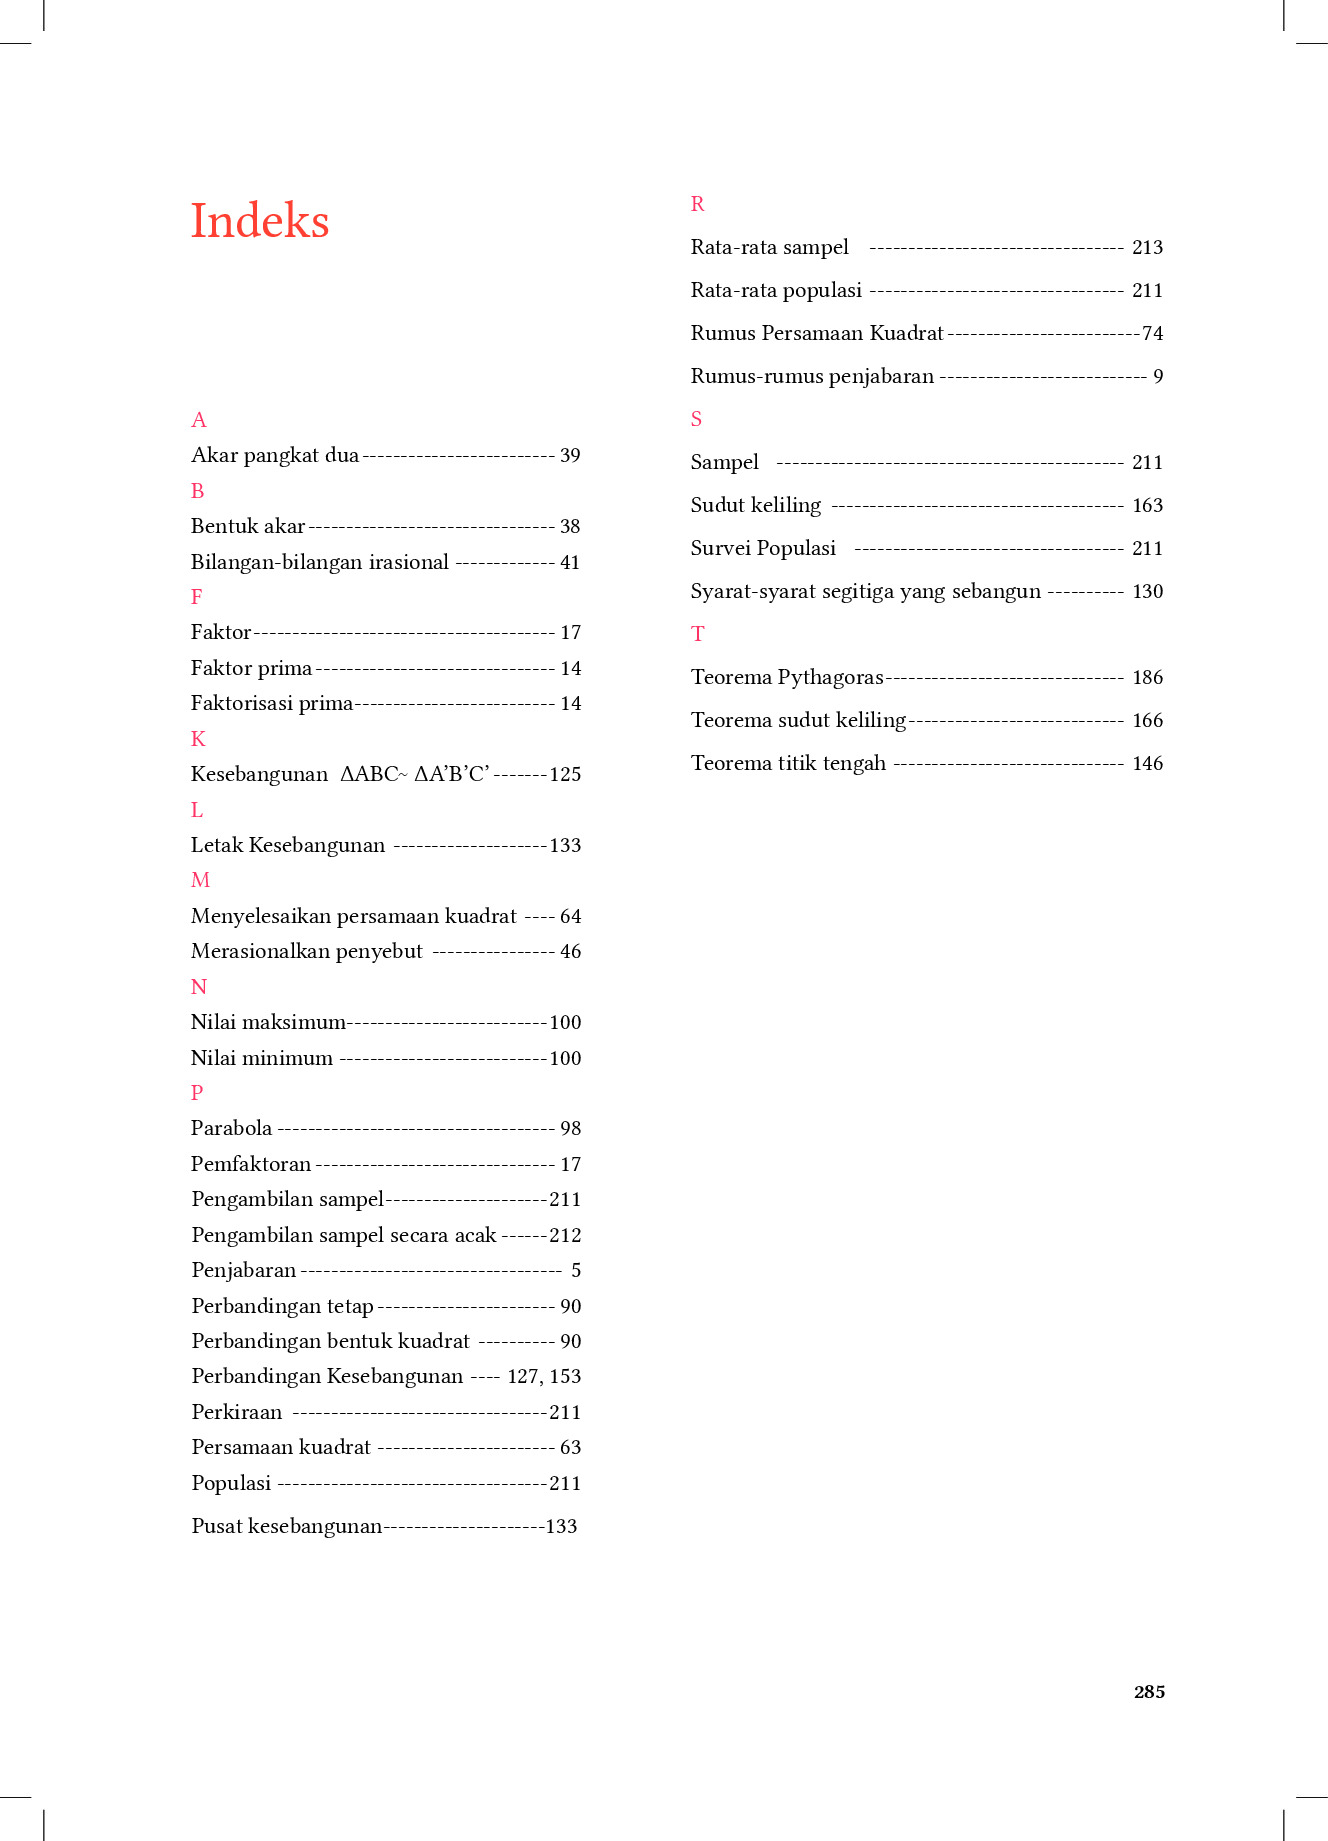 Indeks
A
Akar pangkat dua------------------------- 39
B
Bentuk akar-------------------------------- 38
Bilangan-bilangan irasional ------------- 41
F
Faktor--------------------------------------- 17
Faktor prima------------------------------- 14
Faktorisasi prima-------------------------- 14
K
Kesebangunan ΔABC~ ΔA’B’C’-------125
L
Letak Kesebangunan --------------------133
M
Menyelesaikan persamaan kuadrat ---- 64
Merasionalkan penyebut ---------------- 46
N
Nilai maksimum--------------------------100
Nilai minimum ---------------------------100
P
Parabola ------------------------------------ 98
Pemfaktoran ------------------------------- 17
Pengambilan sampel---------------------211
Pengambilan sampel secara acak ------212
Penjabaran ---------------------------------- 5
Perbandingan tetap ----------------------- 90
Perbandingan bentuk kuadrat ---------- 90
Perbandingan Kesebangunan ---- 127, 153
Perkiraan ---------------------------------211
Persamaan kuadrat ----------------------- 63
Populasi -----------------------------------211
Pusat kesebangunan---------------------133
R
Rata-rata sampel --------------------------------- 213
Rata-rata populasi --------------------------------- 211
Rumus Persamaan Kuadrat-------------------------74
Rumus-rumus penjabaran --------------------------- 9
S
Sampel --------------------------------------------- 211
Sudut keliling -------------------------------------- 163
Survei Populasi ----------------------------------- 211
Syarat-syarat segitiga yang sebangun ---------- 130
T
Teorema Pythagoras------------------------------- 186
Teorema sudut keliling---------------------------- 166
Teorema titik tengah ------------------------------ 146
285